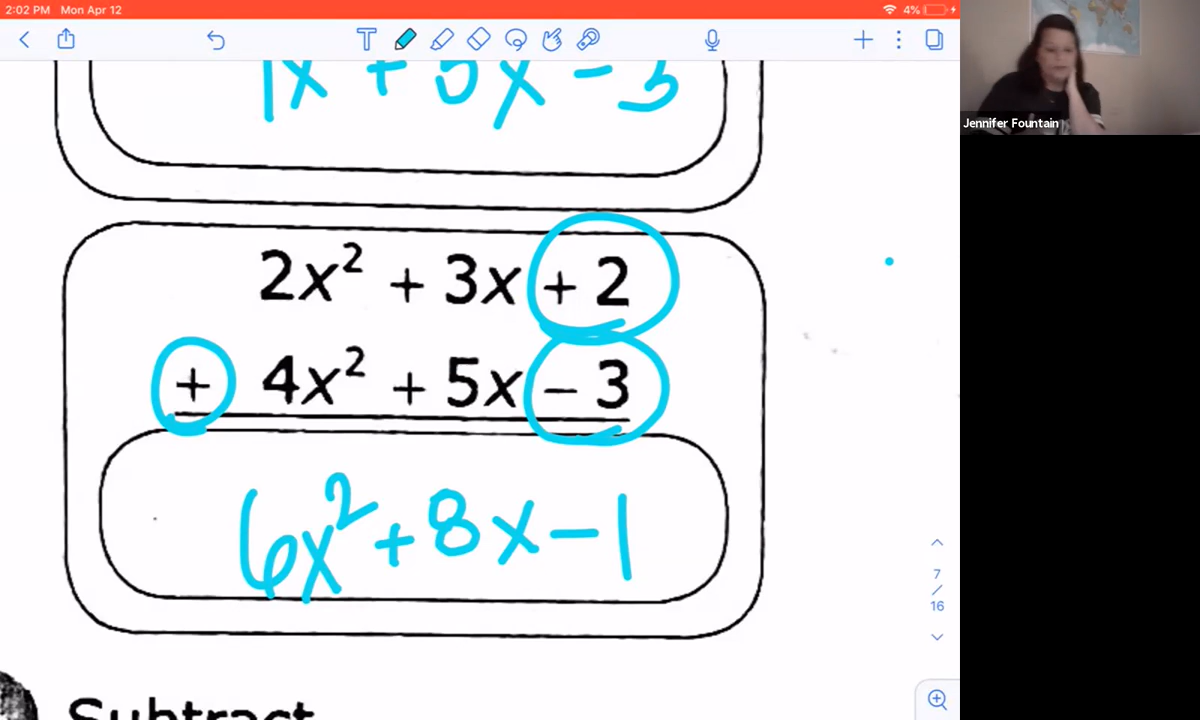 2:02 PM Mon Apr 12
4%
Jennifer Fountain
1x + 5x - 3
2x² + 3x + 2
+ 4x² + 5x - 3
6x² + 8x - 1
7
/
16
Subtract